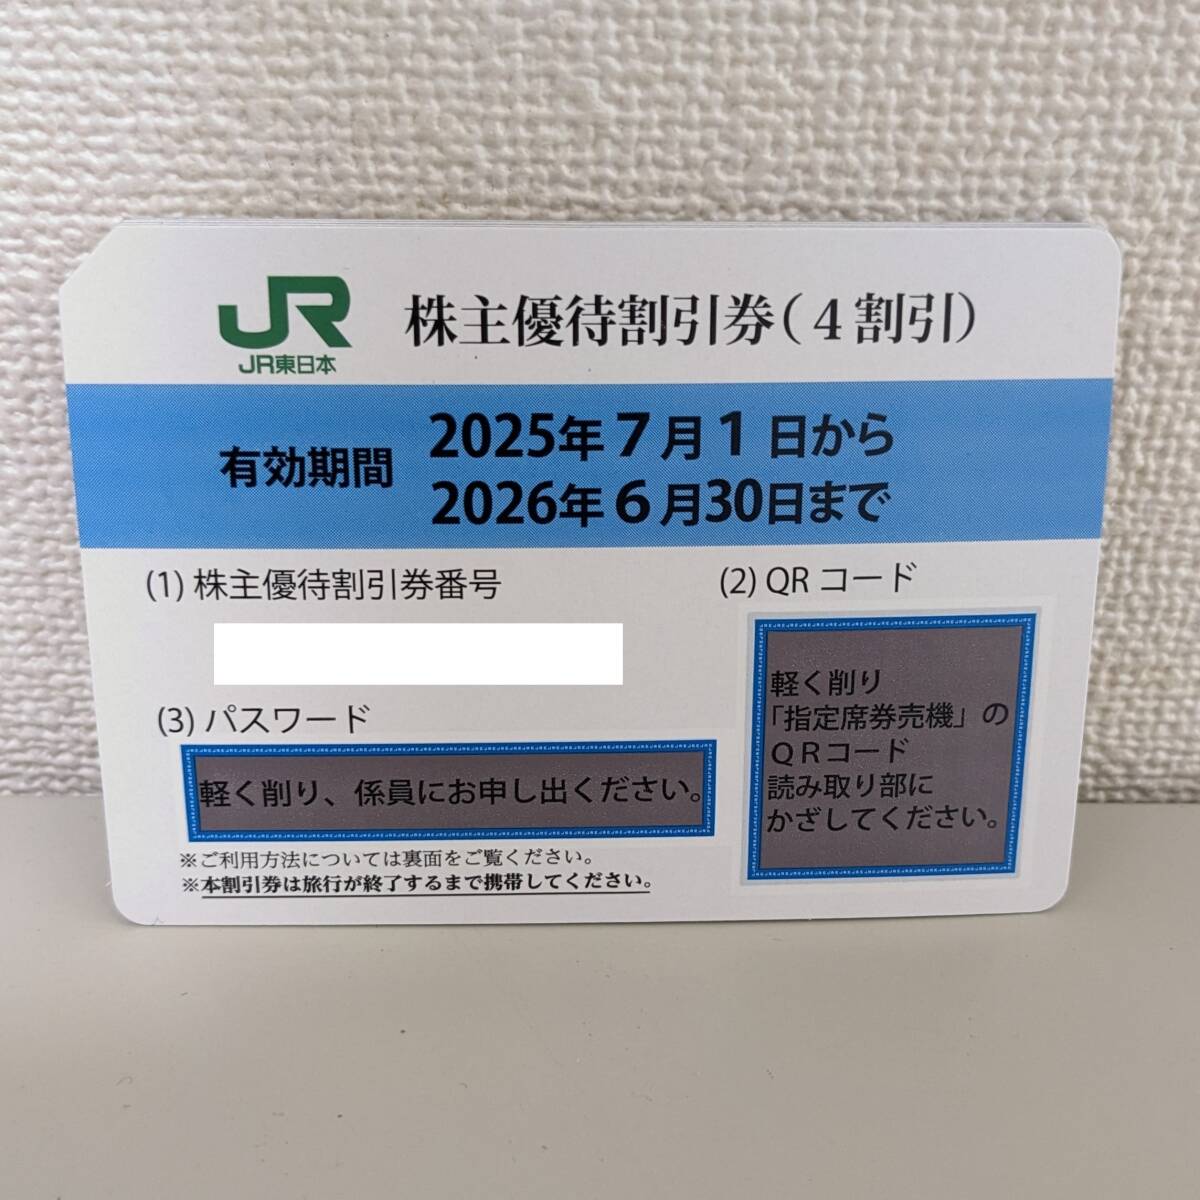 JR
JR東日本
株主優待割引券(４割引)
有効期間
2025年７月１日から
2026年６月30日まで
(1) 株主優待割引券番号
(2) QR コード
軽く削り
「指定席券売機」の
ＱＲコード
読み取り部に
かざしてください。
(3) パスワード
軽く削り、係員にお申し出ください。
※ご利用方法については裏面をご覧ください。
※本割引券は旅行が終了するまで携帯してください。